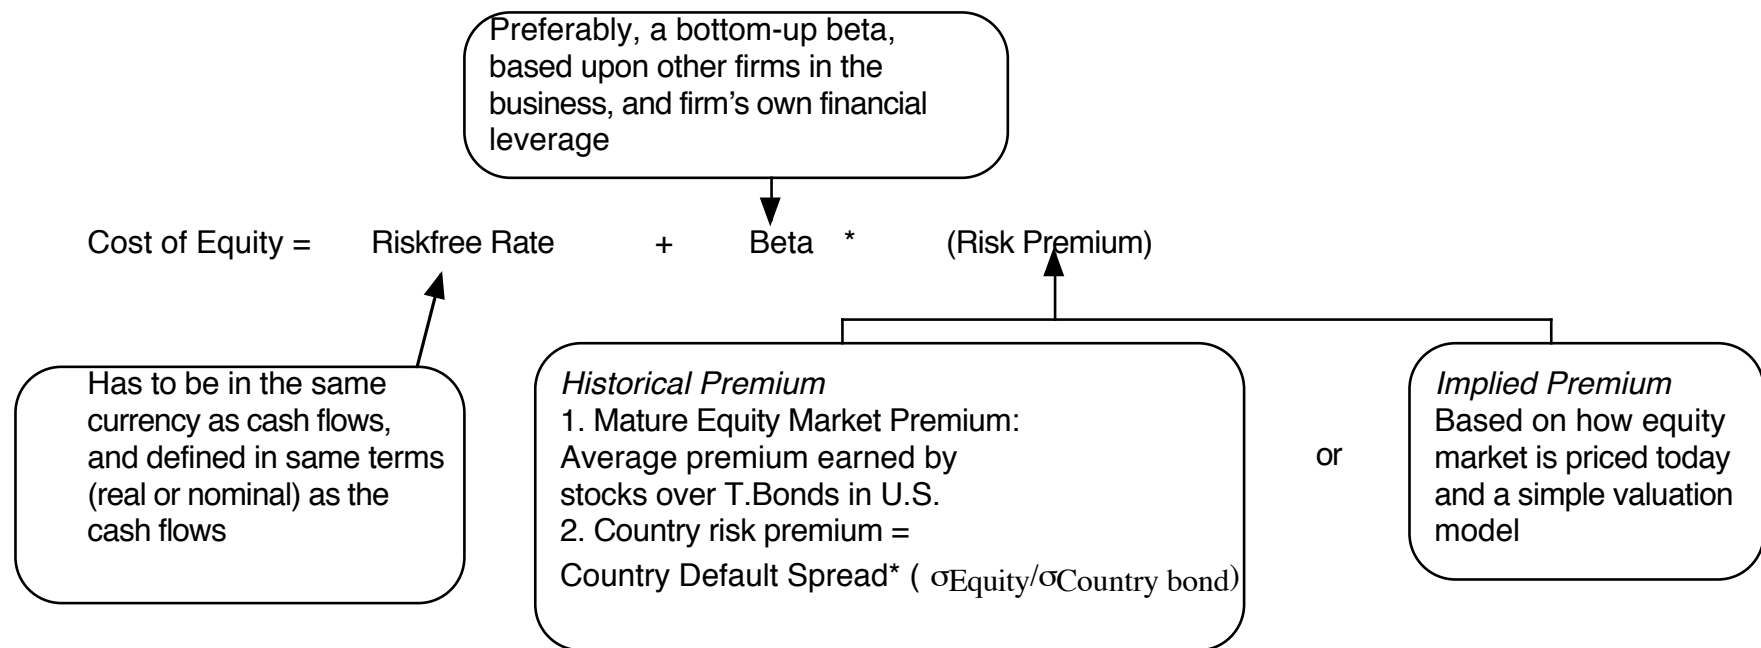 Preferably, a bottom-up beta,
based upon other firms in the
business, and firm's own financial
leverage
Cost of Equity = Riskfree Rate + Beta * (Risk Premium)
Has to be in the same
currency as cash flows,
and defined in same terms
(real or nominal) as the
cash flows
Historical Premium
1. Mature Equity Market Premium:
Average premium earned by
stocks over T.Bonds in U.S.
2. Country risk premium =
Country Default Spread* ( σEquity/σCountry bond)
or
Implied Premium
Based on how equity
market is priced today
and a simple valuation
model